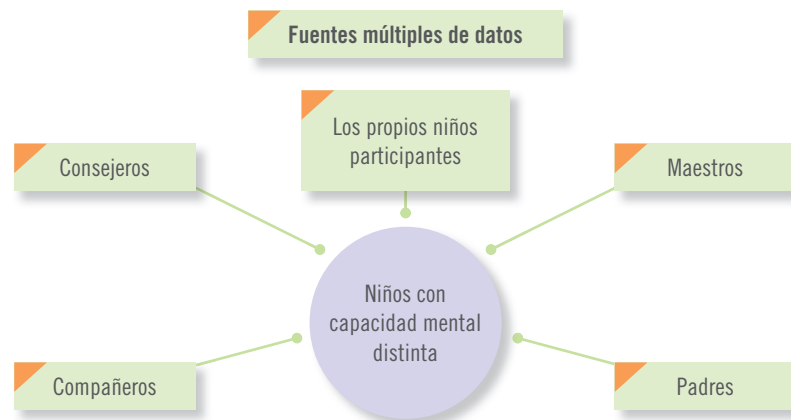 Fuentes múltiples de datos
Los propios niños
participantes
Consejeros
Maestros
Niños con
capacidad mental
distinta
Compañeros
Padres